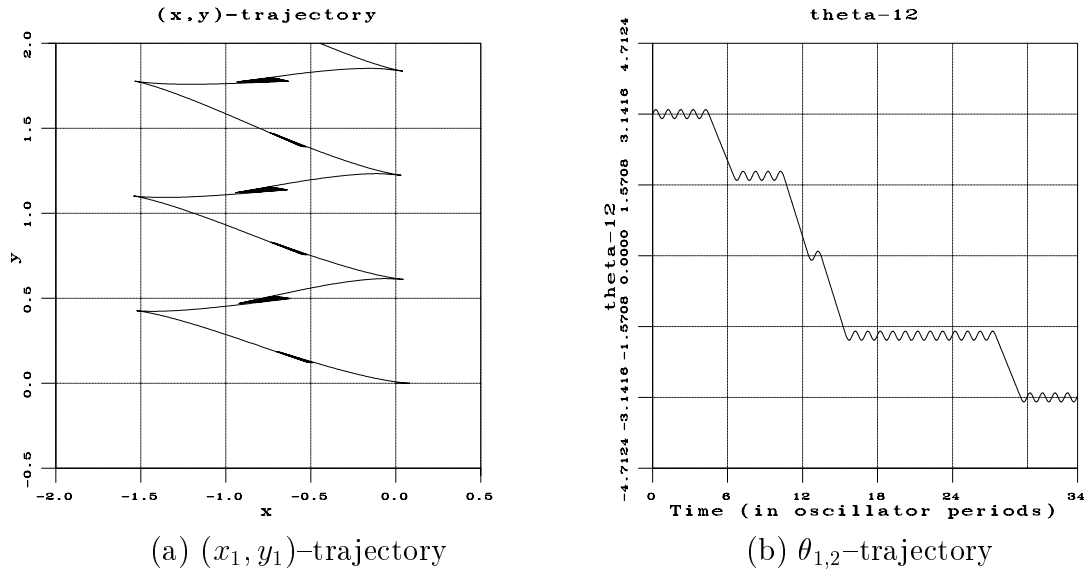 (x,y)-trajectory
2.0
1.5
1.0
y
0.5
0.0
-0.5
-2.0 -1.5 -1.0 -0.5 0.0 0.5
x
(a) (x₁, y₁)–trajectory
theta-12
4.7124
3.1416
1.5708
theta-12
0.0000
-1.5708
-3.1416
-4.7124
0 6 12 18 24 34
Time (in oscillator periods)
(b) θ₁,₂–trajectory